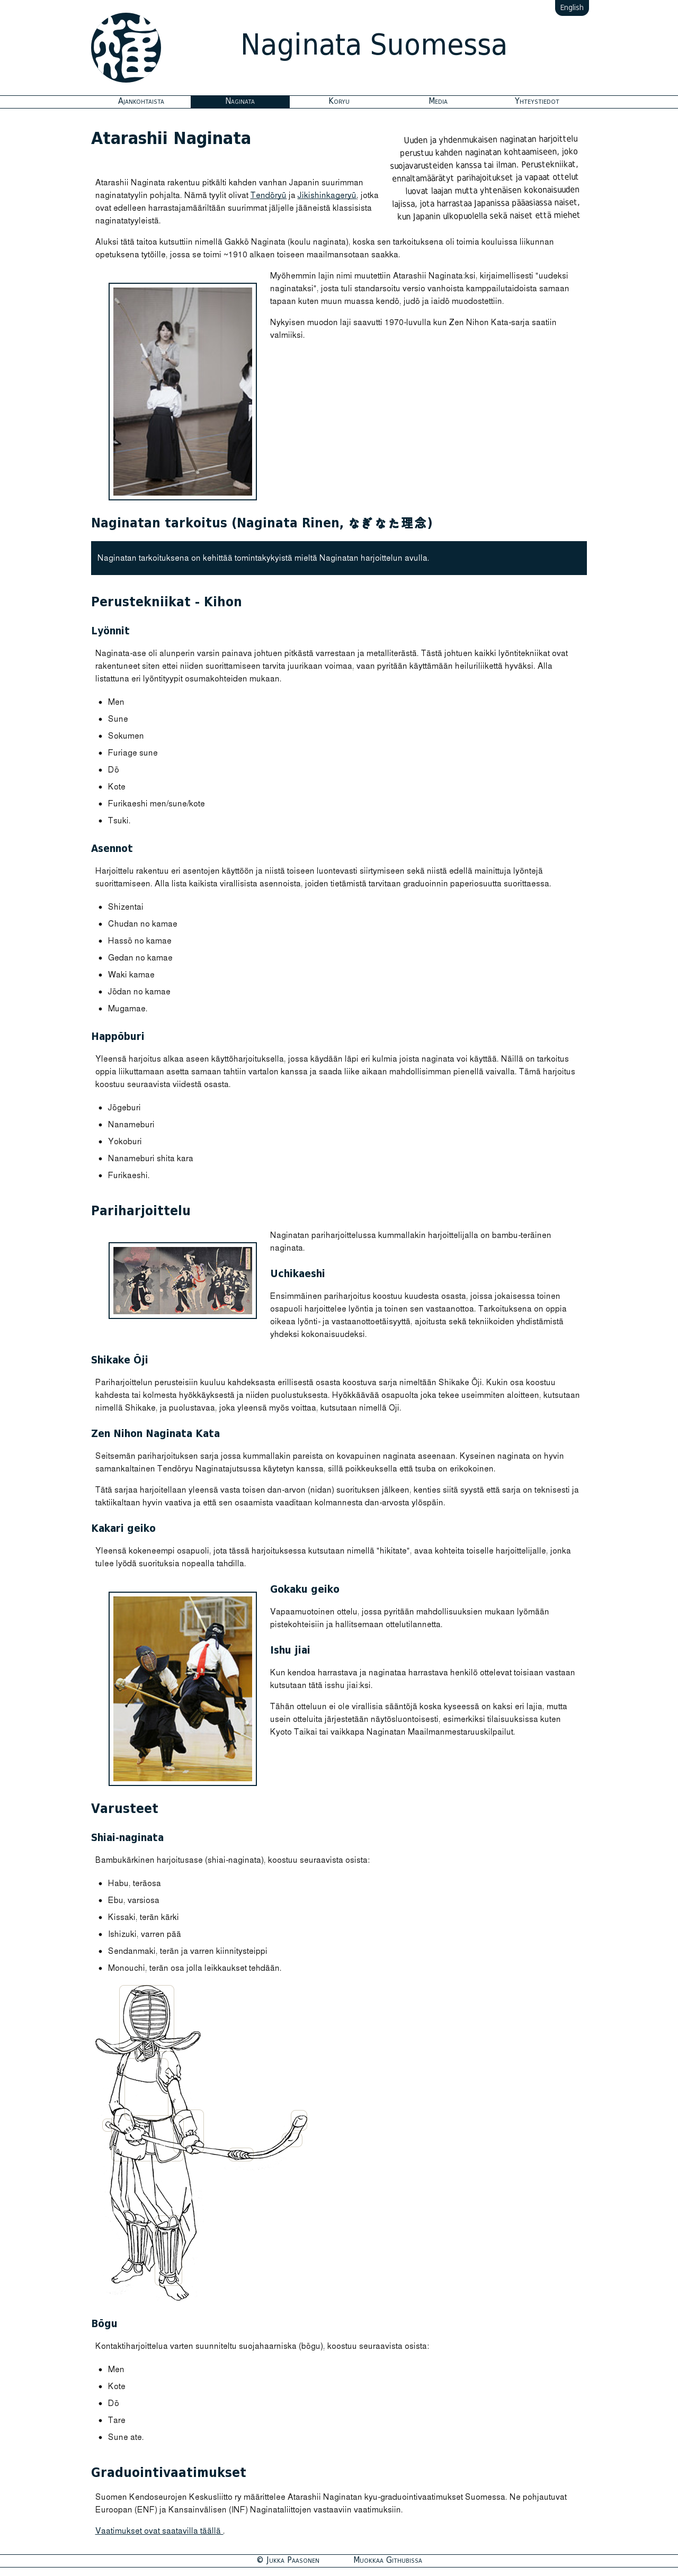 English
Naginata Suomessa
Ajankohtaista
Naginata
Koryu
Media
Yhteystiedot
Atarashii Naginata
Uuden ja yhdenmukaisen naginatan harjoittelu
perustuu kahden naginatan kohtaamiseen, joko
suojavarusteiden kanssa tai ilman. Perustekniikat,
ennaltamäärätyt parihajoitukset ja vapaat ottelut
luovat laajan mutta yhtenäisen kokonaisuuden
lajissa, jota harrastaa Japanissa pääasiassa naiset,
kun Japanin ulkopuolella sekä naiset että miehet
Atarashii Naginata rakentuu pitkälti kahden vanhan Japanin suurimman
naginatatyylin pohjalta. Nämä tyylit olivat Tendōryū ja Jikishinkageryū, jotka
ovat edelleen harrastajamääriltään suurimmat jäljelle jääneistä klassisista
naginatatyyleistä.
Aluksi tätä taitoa kutsuttiin nimellä Gakkō Naginata (koulu naginata), koska sen tarkoituksena oli toimia kouluissa liikunnan
opetuksena tytöille, jossa se toimi ~1910 alkaen toiseen maailmansotaan saakka.
Myöhemmin lajin nimi muutettiin Atarashii Naginata:ksi, kirjaimellisesti "uudeksi
naginataksi", josta tuli standarsoitu versio vanhoista kamppailutaidoista samaan
tapaan kuten muun muassa kendō, judō ja iaidō muodostettiin.
Nykyisen muodon laji saavutti 1970-luvulla kun Zen Nihon Kata-sarja saatiin
valmiiksi.
Naginatan tarkoitus (Naginata Rinen, なぎなた理念)
Naginatan tarkoituksena on kehittää tomintakykyistä mieltä Naginatan harjoittelun avulla.
Perustekniikat - Kihon
Lyönnit
Naginata-ase oli alunperin varsin painava johtuen pitkästä varrestaan ja metalliterästä. Tästä johtuen kaikki lyöntitekniikat ovat
rakentuneet siten ettei niiden suorittamiseen tarvita juurikaan voimaa, vaan pyritään käyttämään heiluriliikettä hyväksi. Alla
listattuna eri lyöntityypit osumakohteiden mukaan.
• Men
• Sune
• Sokumen
• Furiage sune
• Dō
• Kote
• Furikaeshi men/sune/kote
• Tsuki.
Asennot
Harjoittelu rakentuu eri asentojen käyttöön ja niistä toiseen luontevasti siirtymiseen sekä niistä edellä mainittuja lyöntejä
suorittamiseen. Alla lista kaikista virallisista asennoista, joiden tietämistä tarvitaan graduoinnin paperiosuutta suorittaessa.
• Shizentai
• Chudan no kamae
• Hassō no kamae
• Gedan no kamae
• Waki kamae
• Jōdan no kamae
• Mugamae.
Happōburi
Yleensä harjoitus alkaa aseen käyttöharjoituksella, jossa käydään läpi eri kulmia joista naginata voi käyttää. Näillä on tarkoitus
oppia liikuttamaan asetta samaan tahtiin vartalon kanssa ja saada liike aikaan mahdollisimman pienellä vaivalla. Tämä harjoitus
koostuu seuraavista viidestä osasta.
• Jōgeburi
• Nanameburi
• Yokoburi
• Nanameburi shita kara
• Furikaeshi.
Pariharjoittelu
Naginatan pariharjoittelussa kummallakin harjoittelijalla on bambu-teräinen
naginata.
Uchikaeshi
Ensimmäinen pariharjoitus koostuu kuudesta osasta, joissa jokaisessa toinen
osapuoli harjoittelee lyöntia ja toinen sen vastaanottoa. Tarkoituksena on oppia
oikeaa lyönti- ja vastaanottoetäisyyttä, ajoitusta sekä tekniikoiden yhdistämistä
yhdeksi kokonaisuudeksi.
Shikake Ōji
Pariharjoittelun perusteisiin kuuluu kahdeksasta erillisestä osasta koostuva sarja nimeltään Shikake Ōji. Kukin osa koostuu
kahdesta tai kolmesta hyökkäyksestä ja niiden puolustuksesta. Hyökkäävää osapuolta joka tekee useimmiten aloitteen, kutsutaan
nimellä Shikake, ja puolustavaa, joka yleensä myös voittaa, kutsutaan nimellä Oji.
Zen Nihon Naginata Kata
Seitsemän pariharjoituksen sarja jossa kummallakin pareista on kovapuinen naginata aseenaan. Kyseinen naginata on hyvin
samankaltainen Tendōryu Naginatajutsussa käytetyn kanssa, sillä poikkeuksella että tsuba on erikokoinen.
Tätä sarjaa harjoitellaan yleensä vasta toisen dan-arvon (nidan) suorituksen jälkeen, kenties siitä syystä että sarja on teknisesti ja
taktiikaltaan hyvin vaativa ja että sen osaamista vaaditaan kolmannesta dan-arvosta ylöspäin.
Kakari geiko
Yleensä kokeneempi osapuoli, jota tässä harjoituksessa kutsutaan nimellä "hikitate", avaa kohteita toiselle harjoittelijalle, jonka
tulee lyödä suorituksia nopealla tahdilla.
Gokaku geiko
Vapaamuotoinen ottelu, jossa pyritään mahdollisuuksien mukaan lyömään
pistekohteisiin ja hallitsemaan ottelutilannetta.
Ishu jiai
Kun kendoa harrastava ja naginataa harrastava henkilö ottelevat toisiaan vastaan
kutsutaan tätä isshu jiai:ksi.
Tähän otteluun ei ole virallisia sääntöjä koska kyseessä on kaksi eri lajia, mutta
usein otteluita järjestetään näytösluontoisesti, esimerkiksi tilaisuuksissa kuten
Kyoto Taikai tai vaikkapa Naginatan Maailmanmestaruuskilpailut.
Varusteet
Shiai-naginata
Bambukärkinen harjoitusase (shiai-naginata), koostuu seuraavista osista:
• Habu, teräosa
• Ebu, varsiosa
• Kissaki, terän kärki
• Ishizuki, varren pää
• Sendanmaki, terän ja varren kiinnitysteippi
• Monouchi, terän osa jolla leikkaukset tehdään.
Bōgu
Kontaktiharjoittelua varten suunniteltu suojahaarniska (bōgu), koostuu seuraavista osista:
• Men
• Kote
• Dō
• Tare
• Sune ate.
Graduointivaatimukset
Suomen Kendoseurojen Keskusliitto ry määrittelee Atarashii Naginatan kyu-graduointivaatimukset Suomessa. Ne pohjautuvat
Euroopan (ENF) ja Kansainvälisen (INF) Naginataliittojen vastaaviin vaatimuksiin.
Vaatimukset ovat saatavilla täällä .
© Jukka Paasonen
Muokkaa Githubissa